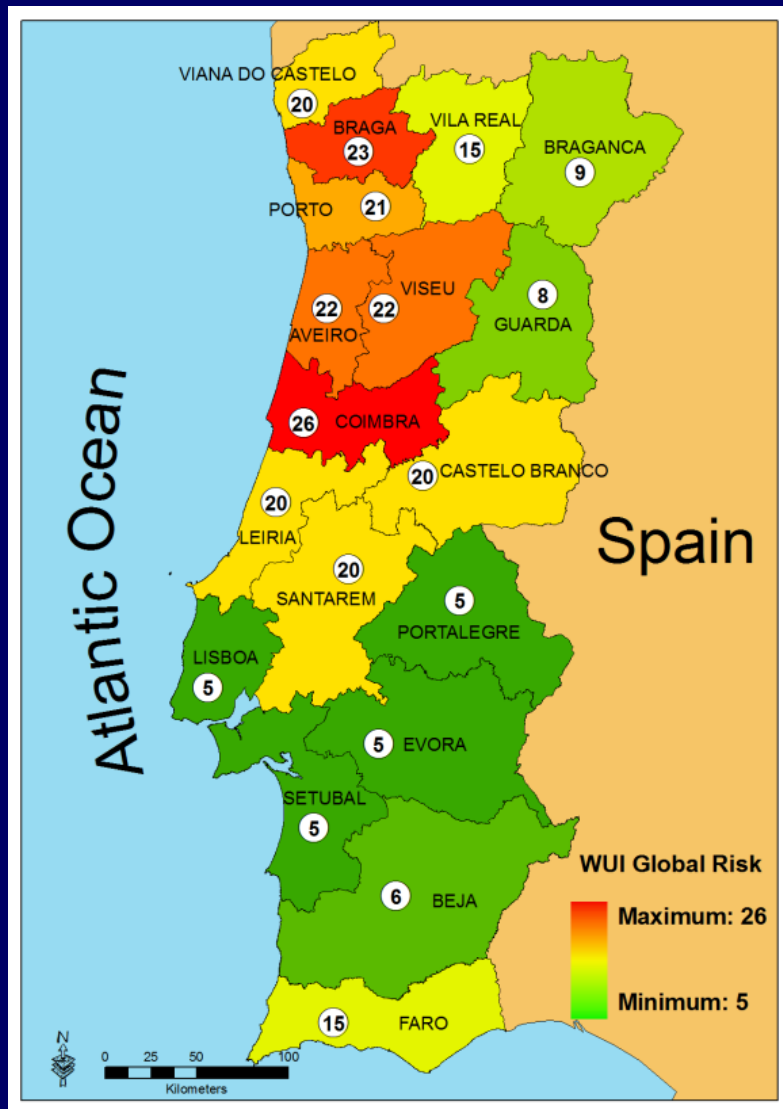 VIANA DO CASTELO
20
BRAGA
23
VILA REAL
15
BRAGANCA
9
PORTO
21
AVEIRO
22
VISEU
22
GUARDA
8
COIMBRA
26
CASTELO BRANCO
20
LEIRIA
20
SANTAREM
20
PORTALEGRE
5
LISBOA
5
EVORA
5
SETUBAL
5
BEJA
6
FARO
15
Atlantic Ocean
Spain
WUI Global Risk
Maximum: 26
Minimum: 5
N
0 25 50 100
Kilometers